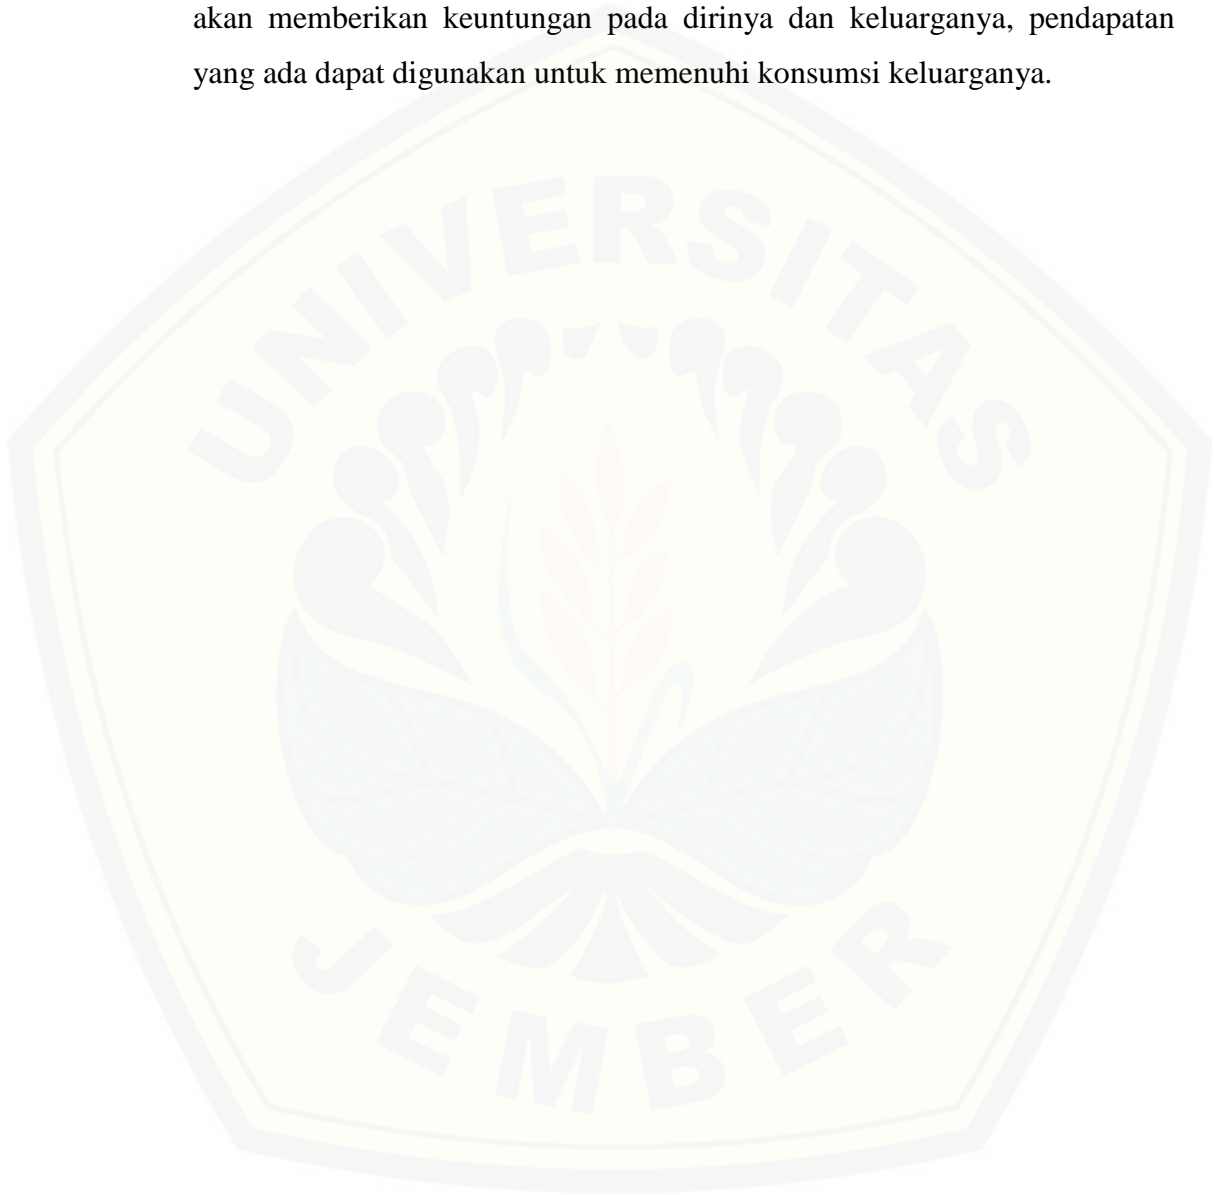 akan memberikan keuntungan pada dirinya dan keluarganya, pendapatan
yang ada dapat digunakan untuk memenuhi konsumsi keluarganya.
UNIVERSITAS
JEMBER